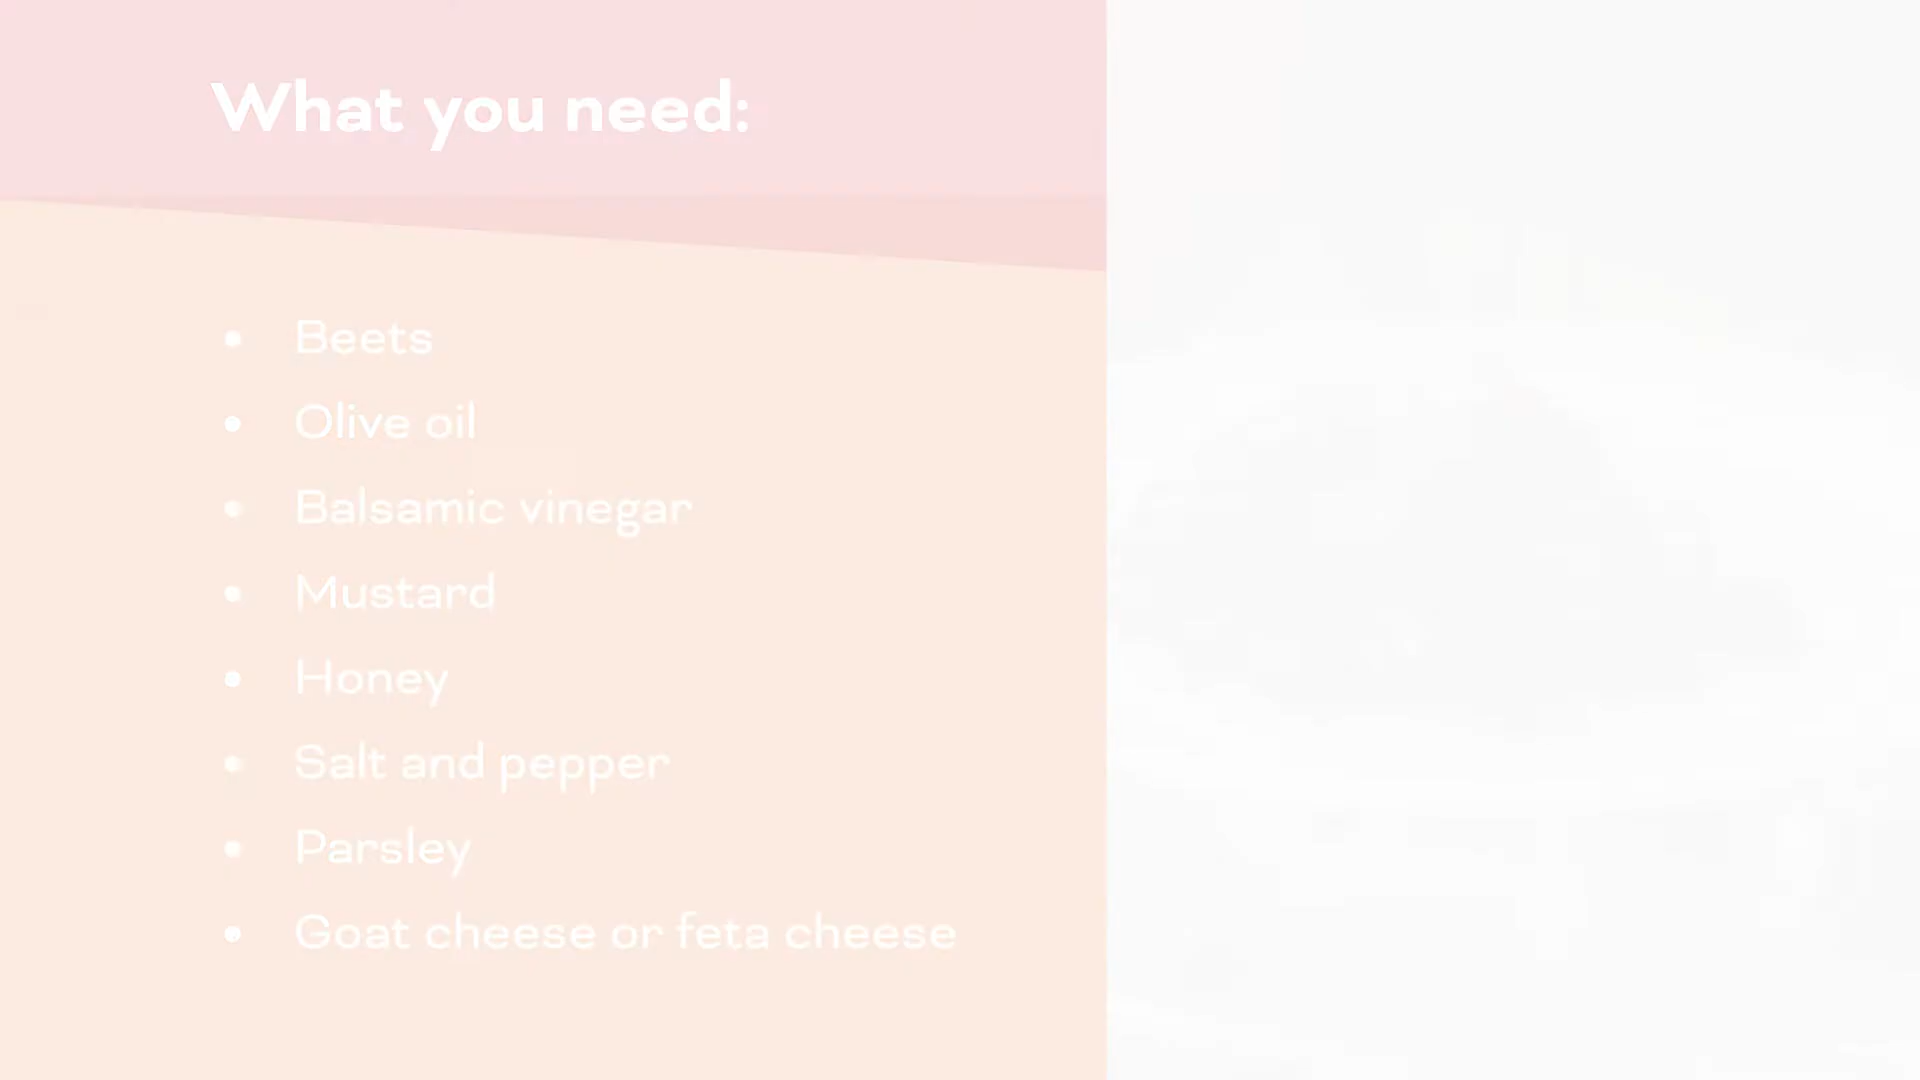 What you need:
• Beets
• Olive oil
• Balsamic vinegar
• Mustard
• Honey
• Salt and pepper
• Parsley
• Goat cheese or feta cheese